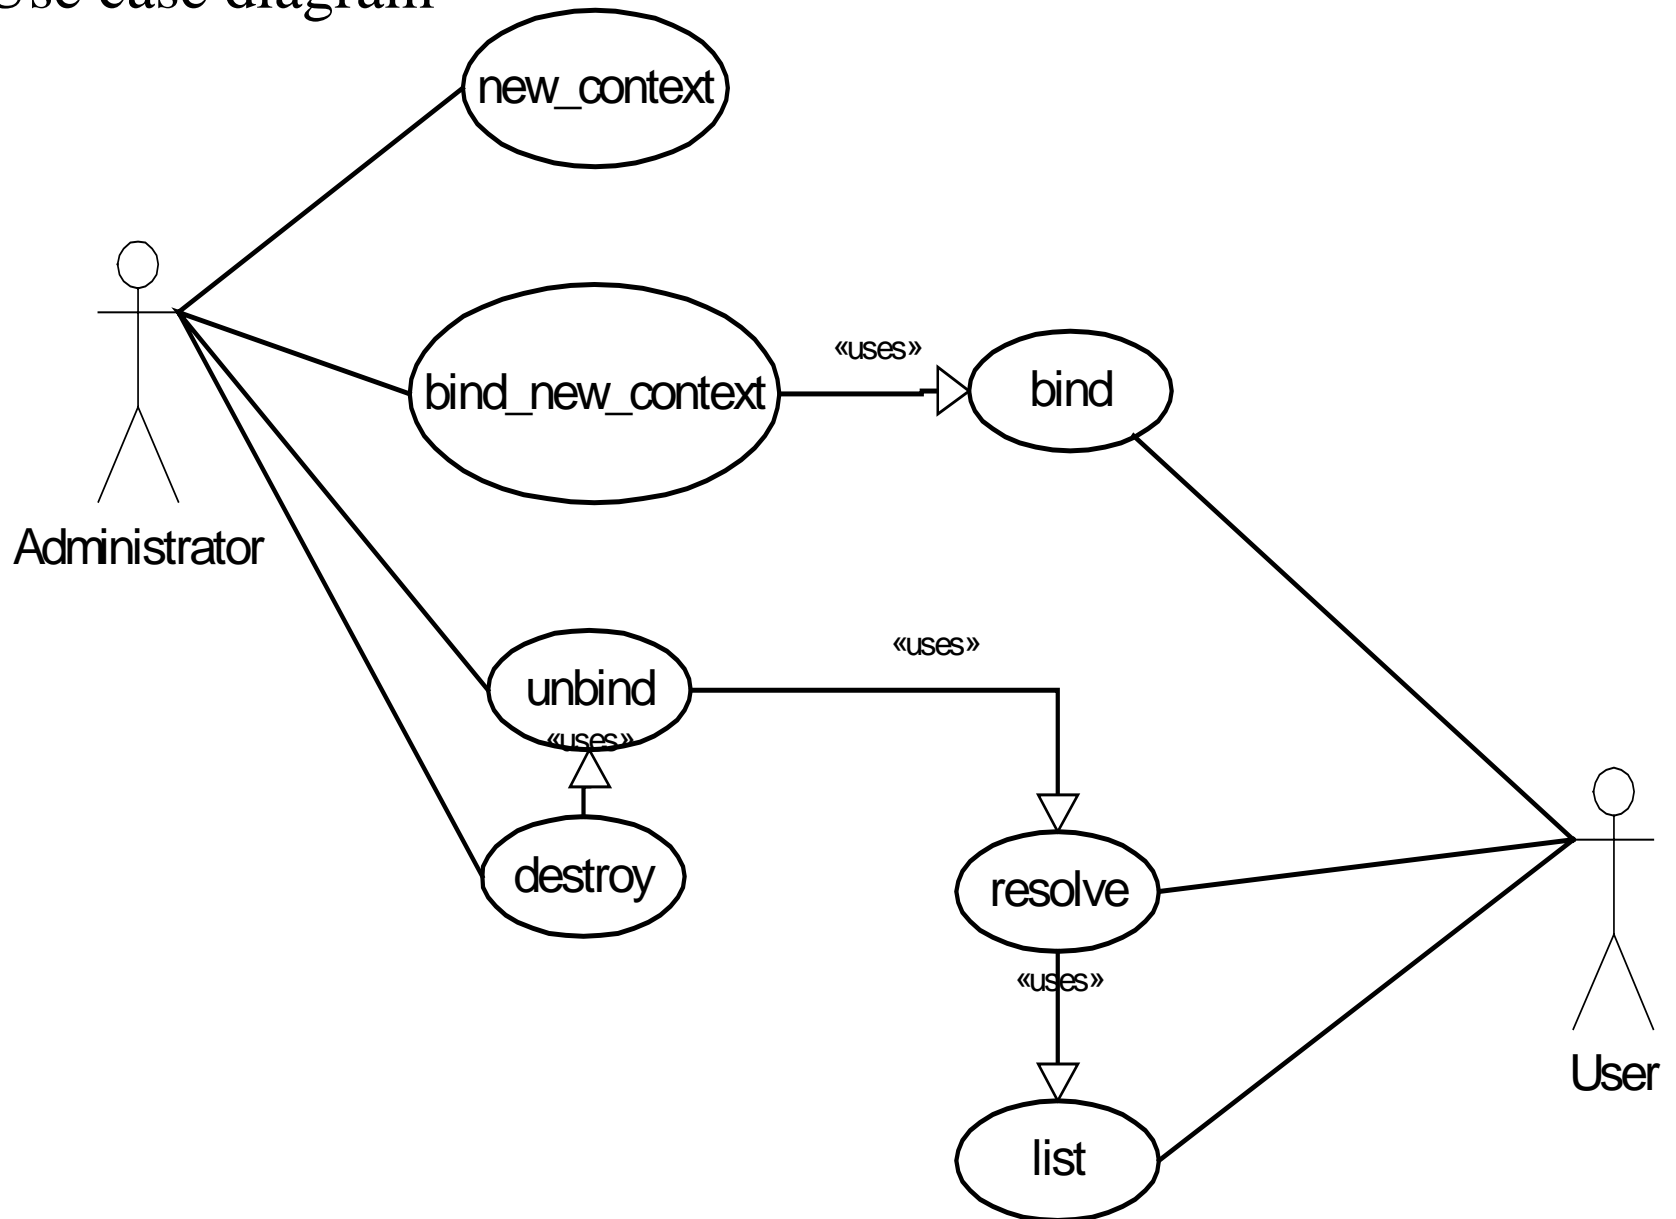 Use case diagram
new_context
«uses»
bind_new_context
bind
Administrator
«uses»
unbind
«uses»
destroy
resolve
«uses»
User
list